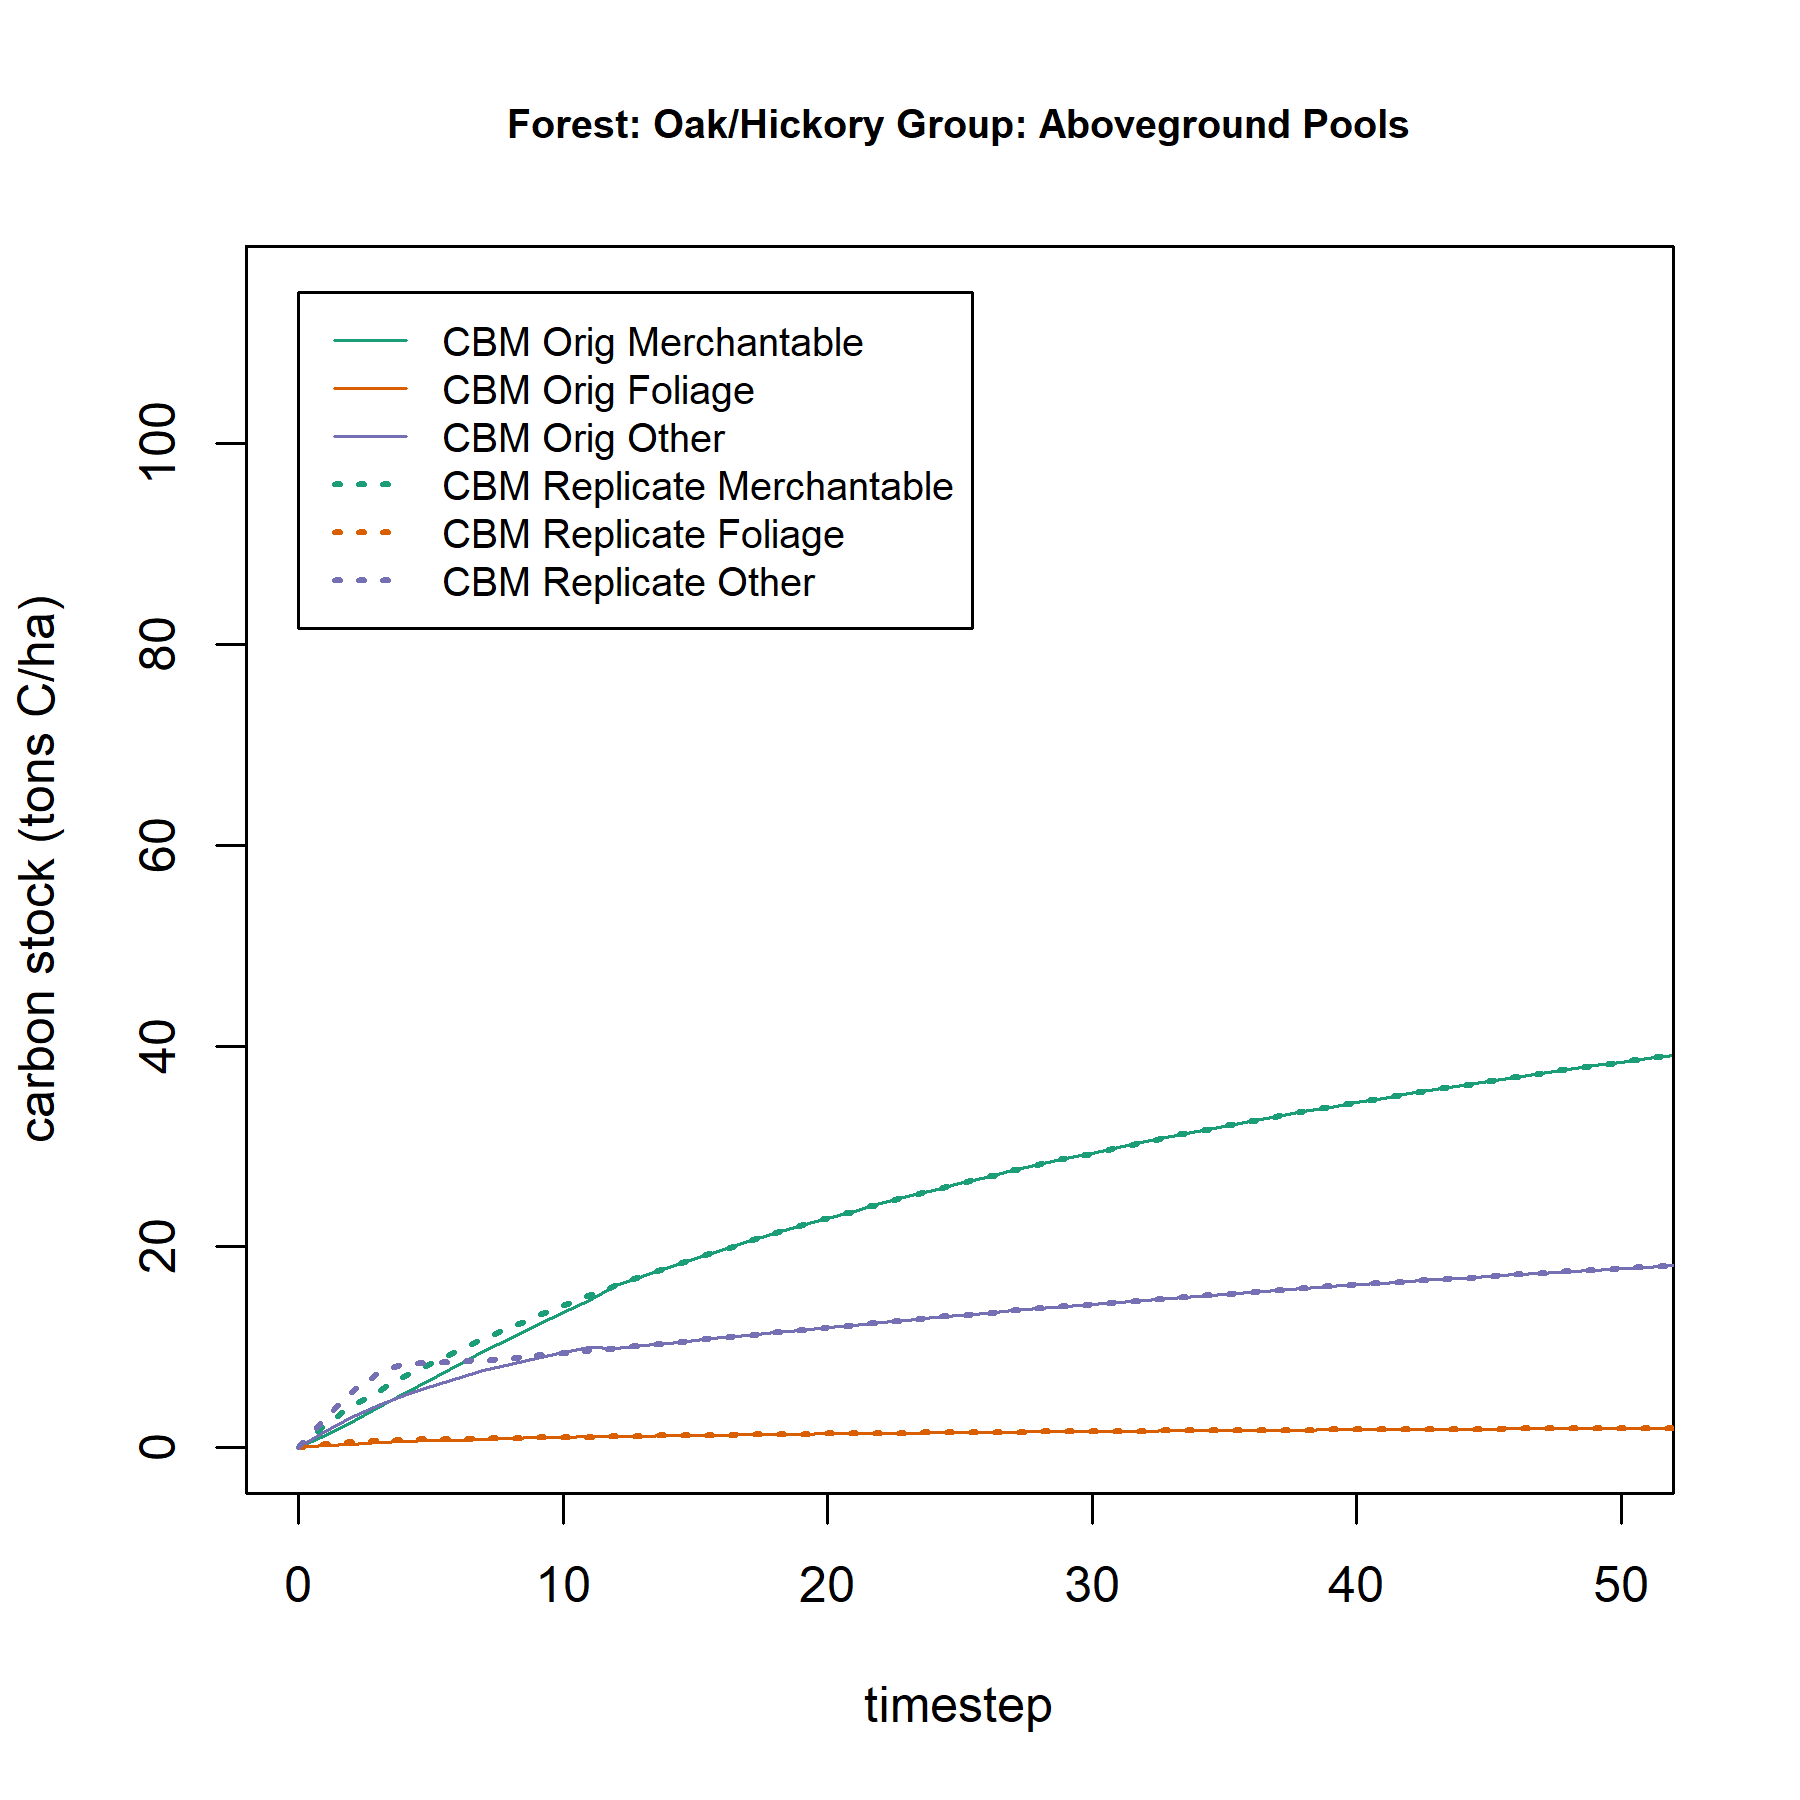 Forest: Oak/Hickory Group: Aboveground Pools
CBM Orig Merchantable
CBM Orig Foliage
CBM Orig Other
CBM Replicate Merchantable
CBM Replicate Foliage
CBM Replicate Other
carbon stock (tons C/ha)
100
80
60
40
20
0
0 10 20 30 40 50
timestep